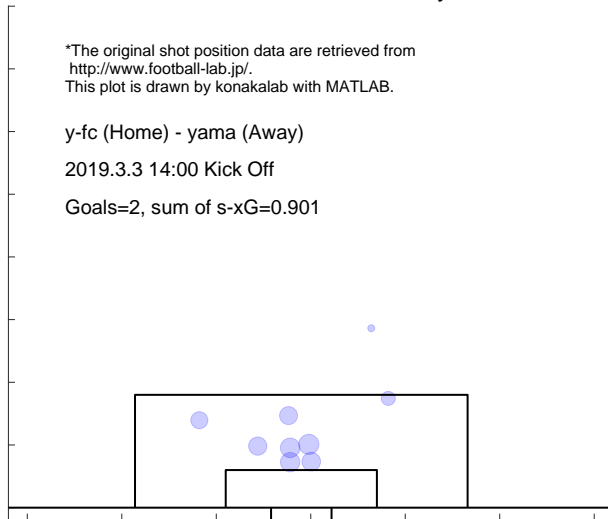 *The original shot position data are retrieved from
http://www.football-lab.jp/.
This plot is drawn by konakalab with MATLAB.
y-fc (Home) - yama (Away)
2019.3.3 14:00 Kick Off
Goals=2, sum of s-xG=0.901